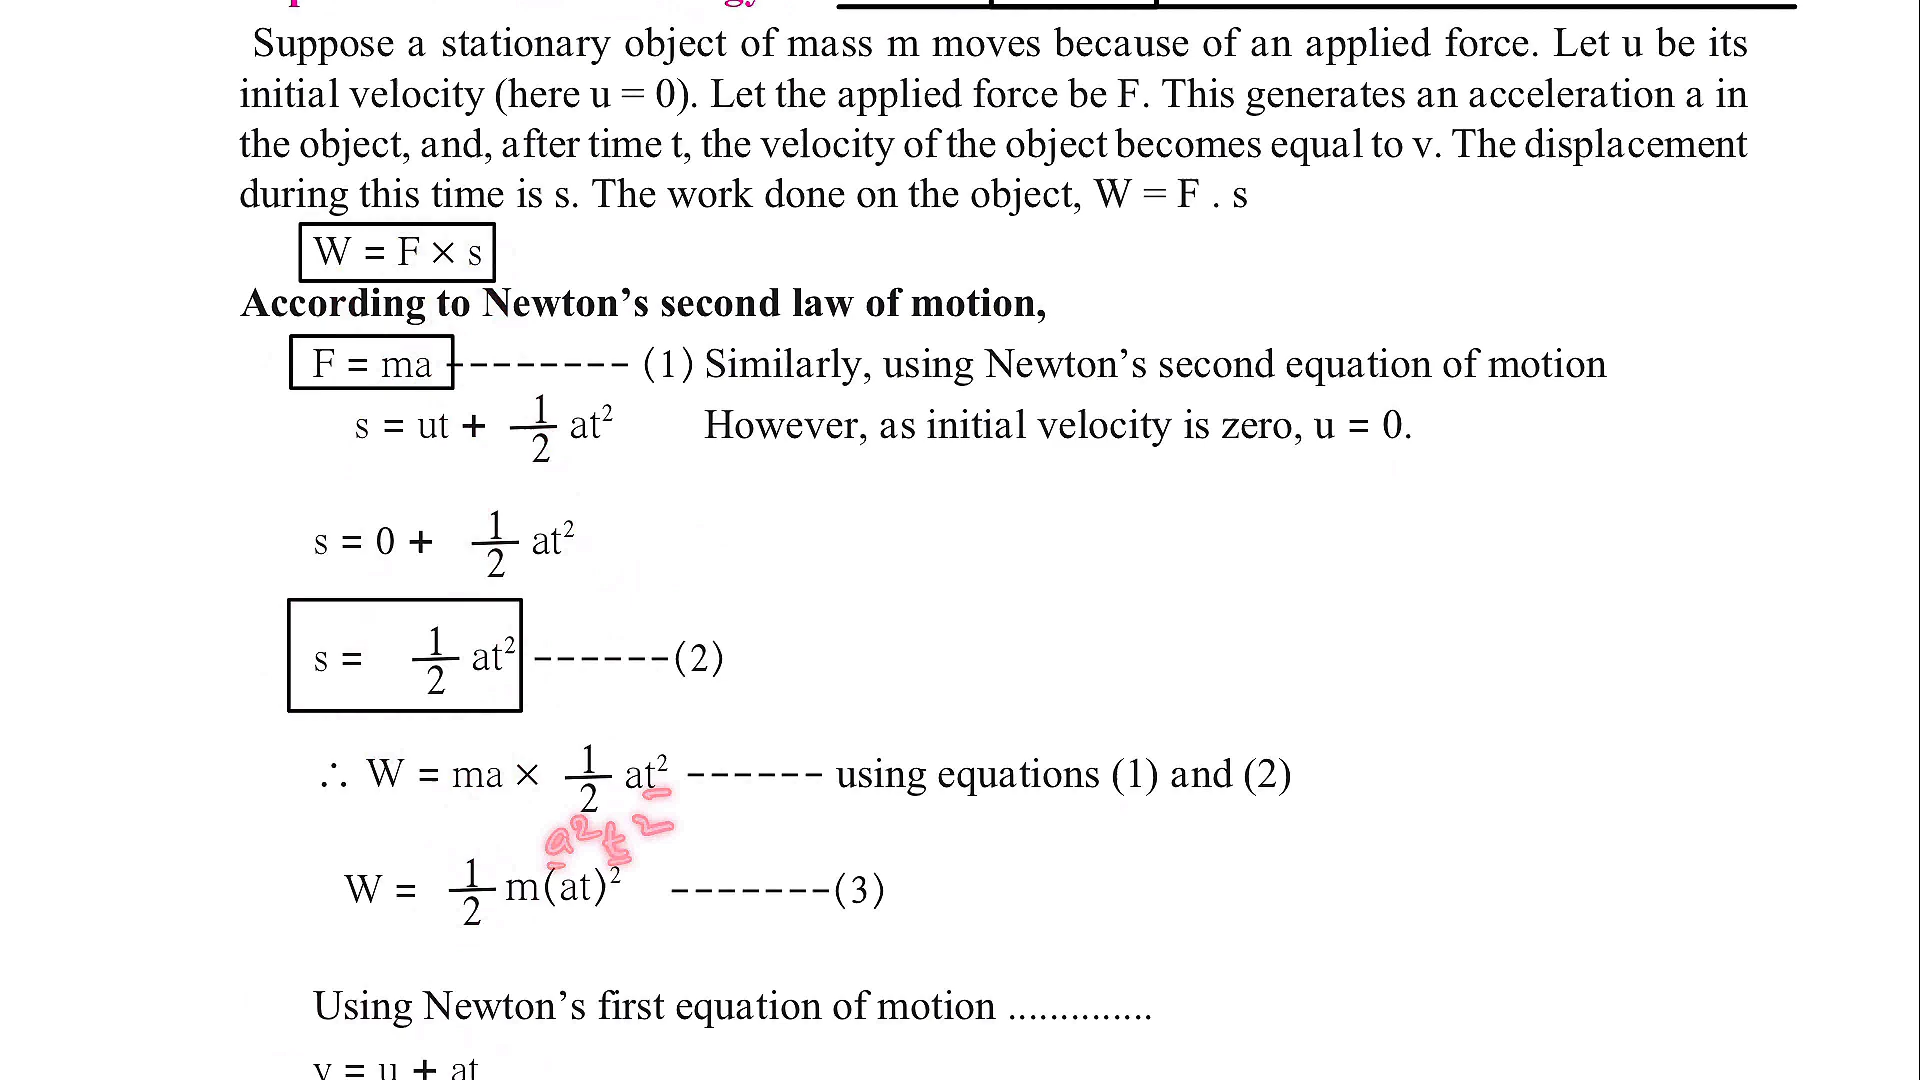 Suppose a stationary object of mass m moves because of an applied force. Let u be its
initial velocity (here u = 0). Let the applied force be F. This generates an acceleration a in
the object, and, after time t, the velocity of the object becomes equal to v. The displacement
during this time is s. The work done on the object, W = F . s
W = F × s
According to Newton’s second law of motion,
F = ma -------- (1) Similarly, using Newton’s second equation of motion
s = ut + 1/2 at² However, as initial velocity is zero, u = 0.
s = 0 + 1/2 at²
s = 1/2 at² ------(2)
∴ W = ma × 1/2 at² ------ using equations (1) and (2)
a²t²
W = 1/2 m(at)² -------(3)
Using Newton’s first equation of motion ..............
v = u + at